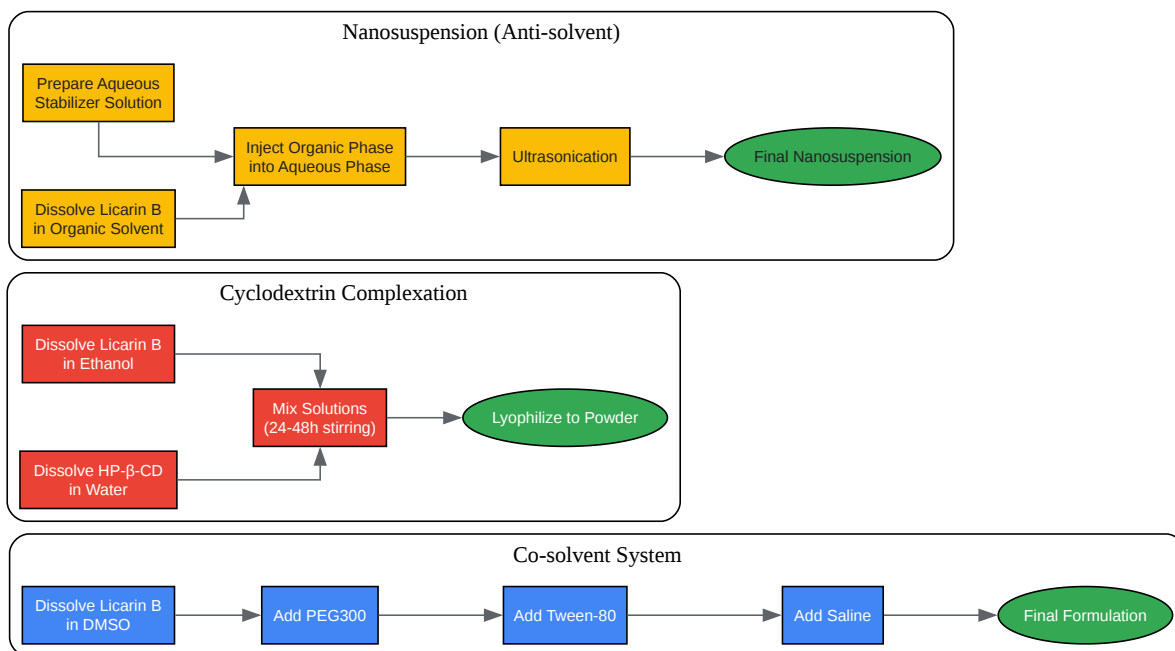 Nanosuspension (Anti-solvent)
Prepare Aqueous
Stabilizer Solution
Inject Organic Phase
into Aqueous Phase
Ultrasonication
Final Nanosuspension
Dissolve Licarin B
in Organic Solvent
Cyclodextrin Complexation
Dissolve Licarin B
in Ethanol
Mix Solutions
(24-48h stirring)
Lyophilize to Powder
Dissolve HP-β-CD
in Water
Co-solvent System
Dissolve Licarin B
in DMSO
Add PEG300
Add Tween-80
Add Saline
Final Formulation